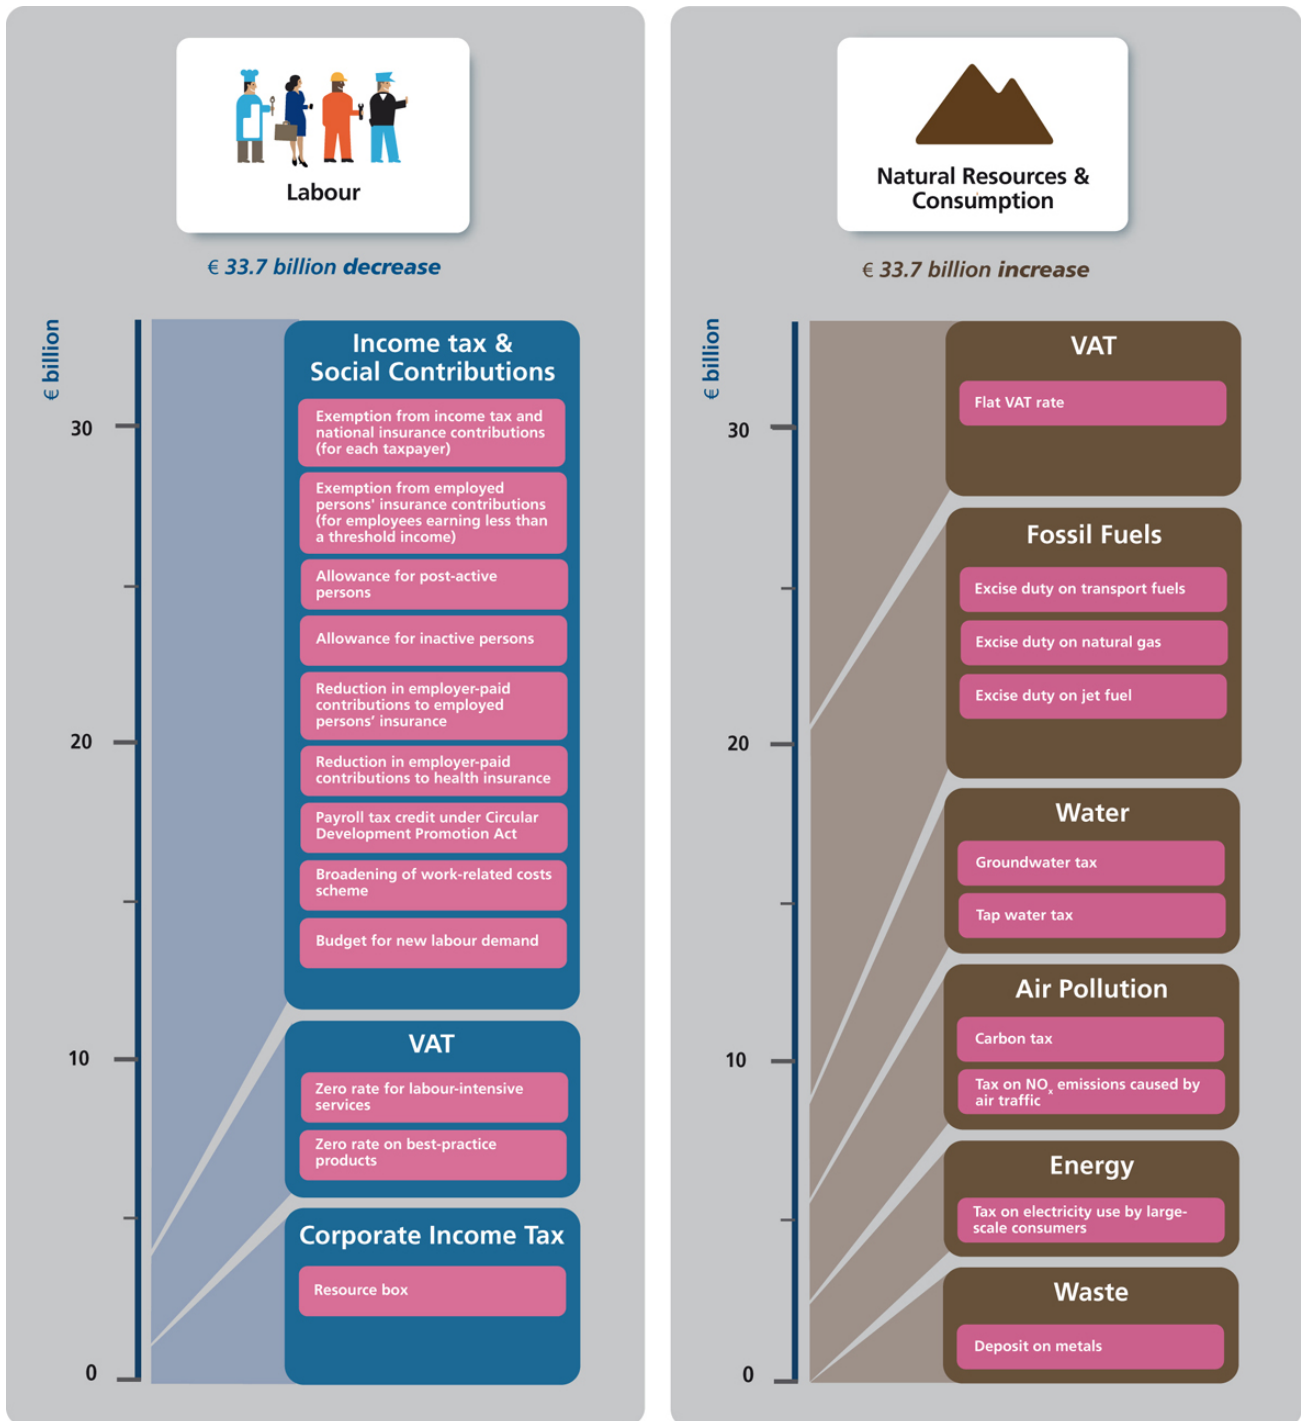 Labour
€ 33.7 billion decrease
€ billion
30
20
10
0
Income tax &
Social Contributions
Exemption from income tax and
national insurance contributions
(for each taxpayer)
Exemption from employed
persons' insurance contributions
(for employees earning less than
a threshold income)
Allowance for post-active
persons
Allowance for inactive persons
Reduction in employer-paid
contributions to employed
persons’ insurance
Reduction in employer-paid
contributions to health insurance
Payroll tax credit under Circular
Development Promotion Act
Broadening of work-related costs
scheme
Budget for new labour demand
VAT
Zero rate for labour-intensive
services
Zero rate on best-practice
products
Corporate Income Tax
Resource box
Natural Resources &
Consumption
€ 33.7 billion increase
€ billion
30
20
10
0
VAT
Flat VAT rate
Fossil Fuels
Excise duty on transport fuels
Excise duty on natural gas
Excise duty on jet fuel
Water
Groundwater tax
Tap water tax
Air Pollution
Carbon tax
Tax on NOx emissions caused by
air traffic
Energy
Tax on electricity use by large-
scale consumers
Waste
Deposit on metals